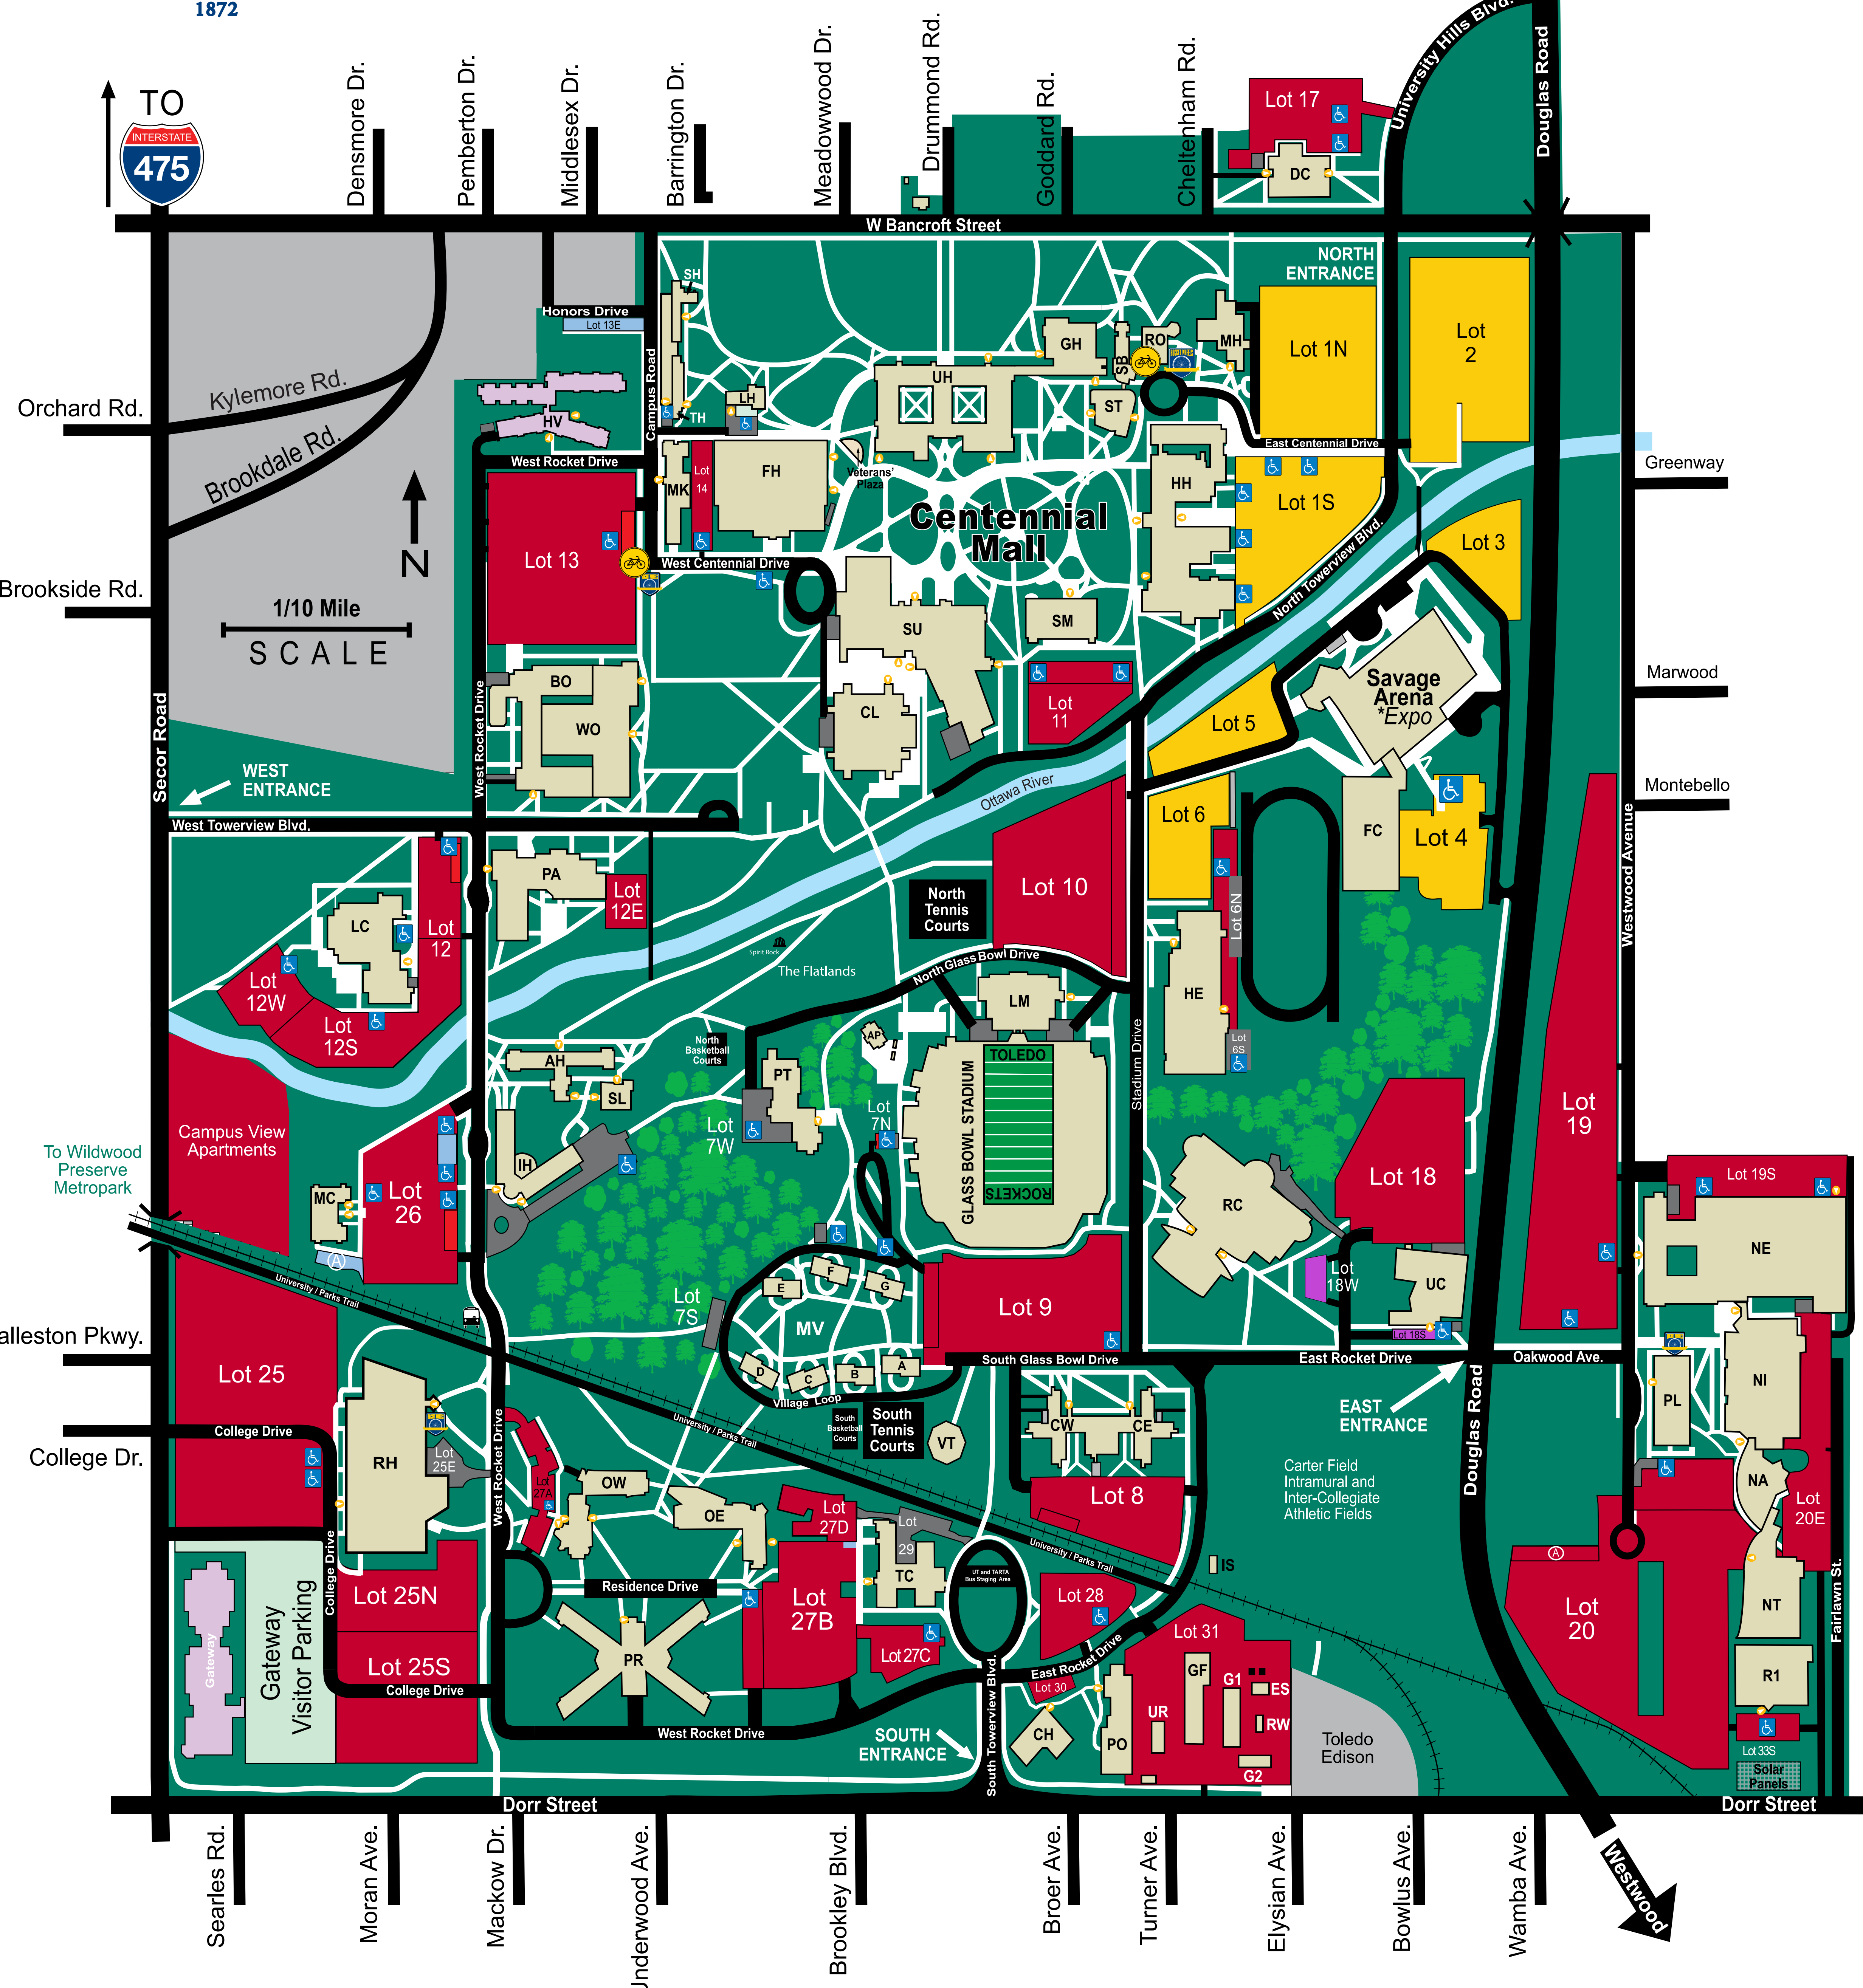 1872
TO
INTERSTATE
475
Densmore Dr.
Pemberton Dr.
Middlesex Dr.
Barrington Dr.
Meadowwood Dr.
Drummond Rd.
Goddard Rd.
Cheltenham Rd.
University Hills Blvd.
Douglas Road
Lot 17
DC
W Bancroft Street
NORTH
ENTRANCE
SH
Honors Drive
Lot 13E
Campus Road
Kylemore Rd.
Orchard Rd.
Brookdale Rd.
HV
TH
LH
UH
GH
SB
RO
MH
ST
Lot 1N
Lot
2
East Centennial Drive
Greenway
West Rocket Drive
MK
Lot
14
FH
Veterans'
Plaza
Centennial
Mall
HH
Lot 1S
Lot 3
North Towerview Blvd.
N
Lot 13
West Centennial Drive
Brookside Rd.
1/10 Mile
SCALE
SU
SM
Savage
Arena
*Expo
Marwood
BO
WO
CL
Lot
11
Lot 5
Secor Road
West Rocket Drive
WEST
ENTRANCE
Ottawa River
Montebello
West Towerview Blvd.
Lot 6
FC
Lot 4
Westwood Avenue
PA
Lot
12E
LC
Lot
12
Lot 10
North
Tennis
Courts
Lot 6N
Spirit Rock
The Flatlands
North Glass Bowl Drive
Lot
12W
Lot
12S
LM
HE
AP
North
Basketball
Courts
Lot
6S
AH
SL
PT
TOLEDO
GLASS BOWL STADIUM
ROCKETS
Stadium Drive
Lot
7N
Lot
7W
Lot
19
Campus View
Apartments
To Wildwood
Preserve
Metropark
IH
MC
Lot
26
A
RC
Lot 18
Lot 19S
NE
University / Parks Trail
Lot
18W
UC
Lot 18S
E
F
G
MV
Lot
7S
Lot 9
alleston Pkwy.
D
C
B
A
Village Loop
South Glass Bowl Drive
East Rocket Drive
Oakwood Ave.
Lot 25
EAST
ENTRANCE
Douglas Road
PL
NI
College Drive
College Dr.
RH
Lot
25E
West Rocket Drive
University / Parks Trail
South
Basketball
Courts
South
Tennis
Courts
VT
CW
CE
Carter Field
Intramural and
Inter-Collegiate
Athletic Fields
NA
Lot
20E
Lot
27A
OW
OE
Lot
27D
Lot
29
Lot 8
University / Parks Trail
IS
A
College Drive
Residence Drive
TC
UT and TARTA
Bus Staging Area
Lot 28
NT
Lot
20
Fairlawn St.
Gateway
Gateway
Visitor Parking
Lot 25N
Lot
27B
Lot 31
Lot 25S
PR
Lot 27C
East Rocket Drive
Lot 30
GF
G1
ES
R1
College Drive
UR
RW
West Rocket Drive
SOUTH
ENTRANCE
South Towerview Blvd.
CH
PO
G2
Toledo
Edison
Lot 33S
Solar
Panels
Dorr Street
Dorr Street
Searles Rd.
Moran Ave.
Mackow Dr.
Underwood Ave.
Brookley Blvd.
Broer Ave.
Turner Ave.
Elysian Ave.
Bowlus Ave.
Wamba Ave.
Westwood